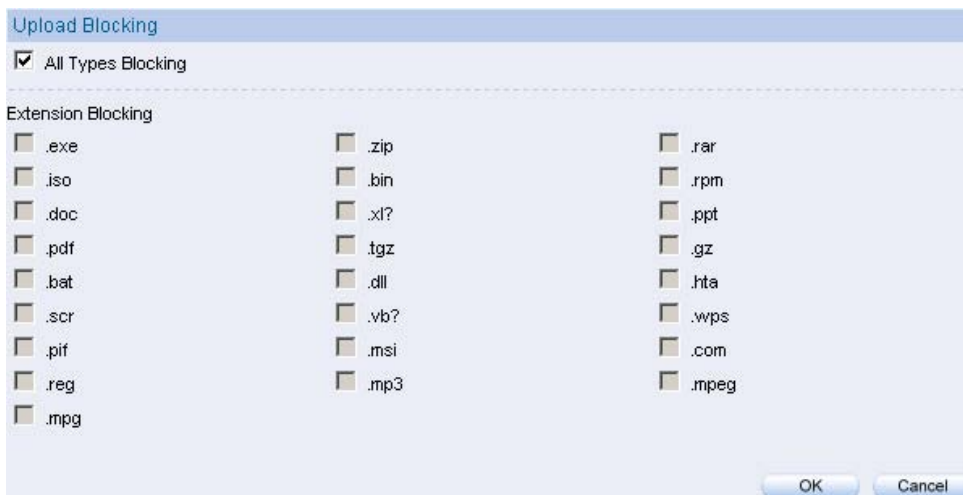 Upload Blocking
All Types Blocking
Extension Blocking
.exe .zip .rar
.iso .bin .rpm
.doc .xl? .ppt
.pdf .tgz .gz
.bat .dll .hta
.scr .vb? .wps
.pif .msi .com
.reg .mp3 .mpeg
.mpg
OK Cancel